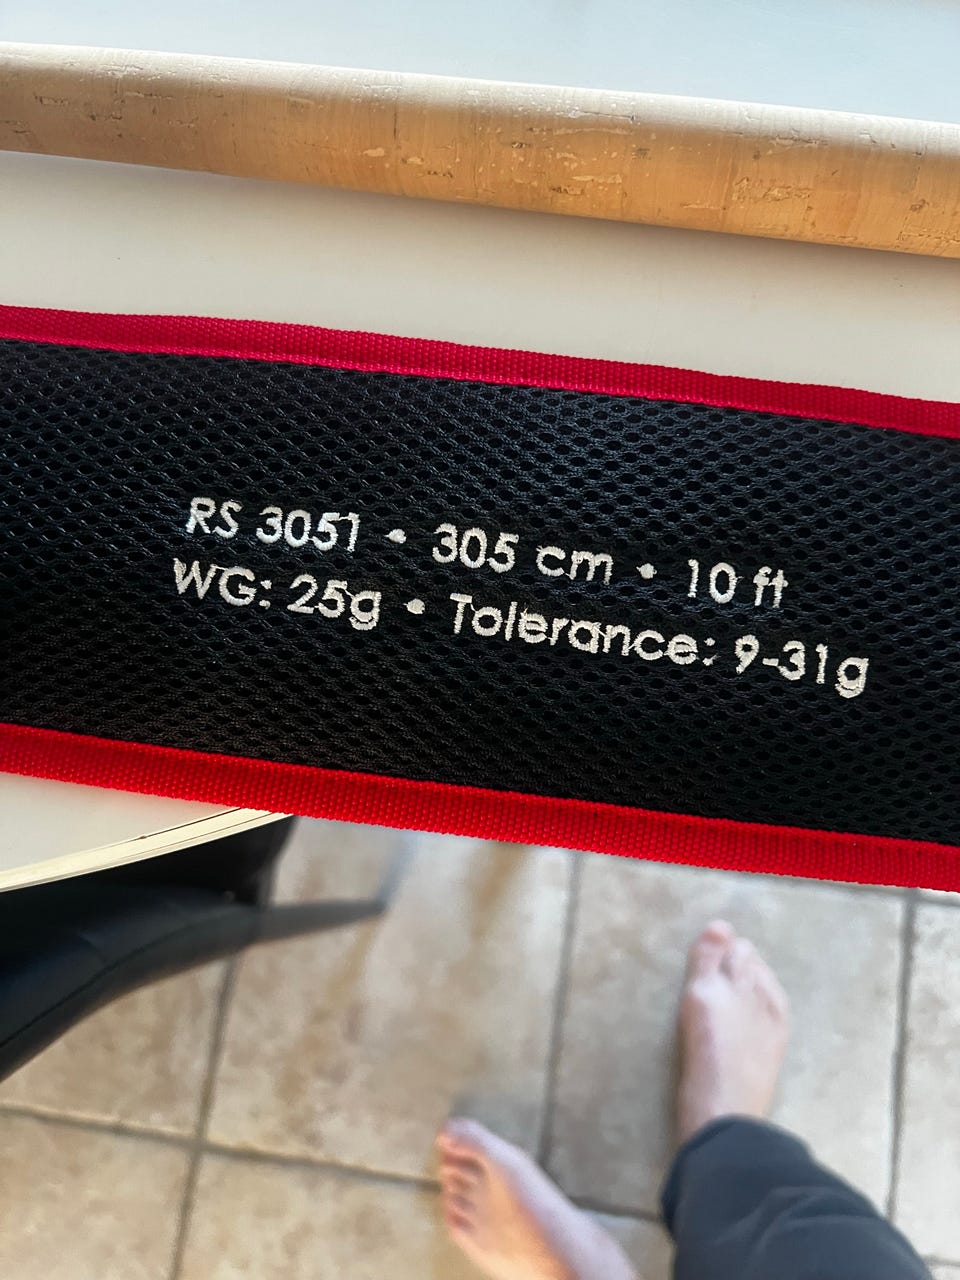 RS 3051 • 305 cm • 10 ft
WG: 25g • Tolerance: 9-31g